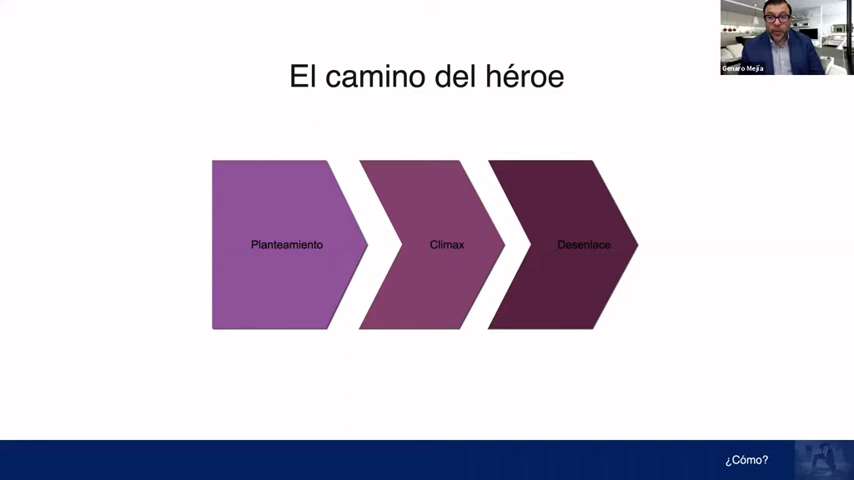 Genaro Mejía
El camino del héroe
Planteamiento
Climax
Desenlace
¿Cómo?